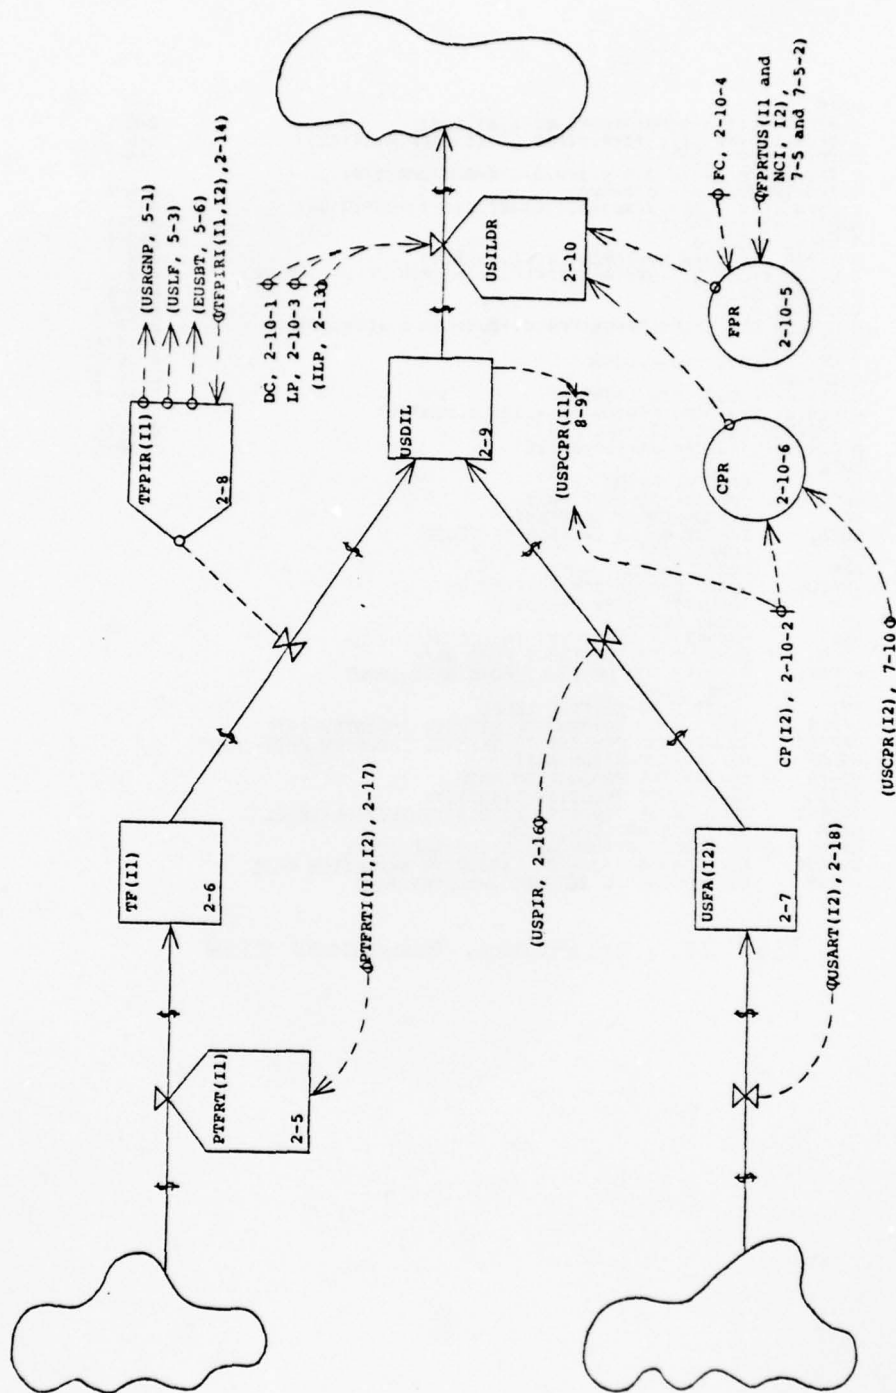 (USRGNP, 5-1)
(USLF, 5-3)
(EUSBT, 5-6)
TFPIRI(I1,I2),2-14)
TFPIR(I1)
2-8
TF(I1)
2-6
PTFRT(I1)
2-5
PTFRTI(I1,I2), 2-17)
$
$
$
$
DC, 2-10-1
LP, 2-10-3
(ILP, 2-13)
USDIL
2-9
$
$
USILDR
2-10
(USPCPR(I1)
8-9)
(USPIR, 2-16)
$
$
USFA(I2)
2-7
USART(I2), 2-18)
$
$
CP(I2), 2-10-2
(USCPR(I2), 7-10)
CPR
2-10-6
FPR
2-10-5
FC, 2-10-4
FPRTUS(I1 and
NCI, I2),
7-5 and 7-5-2)